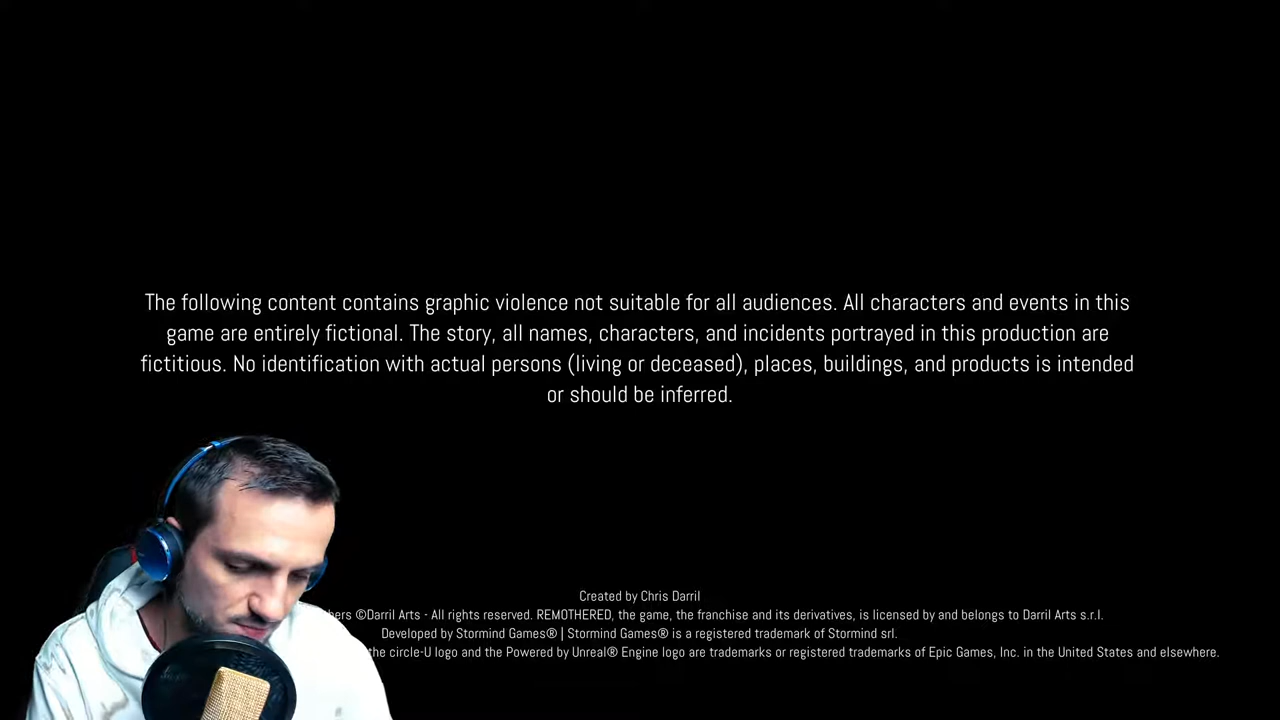 The following content contains graphic violence not suitable for all audiences. All characters and events in this
game are entirely fictional. The story, all names, characters, and incidents portrayed in this production are
fictitious. No identification with actual persons (living or deceased), places, buildings, and products is intended
or should be inferred.
Created by Chris Darril
©Darril Arts - All rights reserved. REMOTHERED, the game, the franchise and its derivatives, is licensed by and belongs to Darril Arts s.r.l.
Developed by Stormind Games® | Stormind Games® is a registered trademark of Stormind srl.
the circle-U logo and the Powered by Unreal® Engine logo are trademarks or registered trademarks of Epic Games, Inc. in the United States and elsewhere.